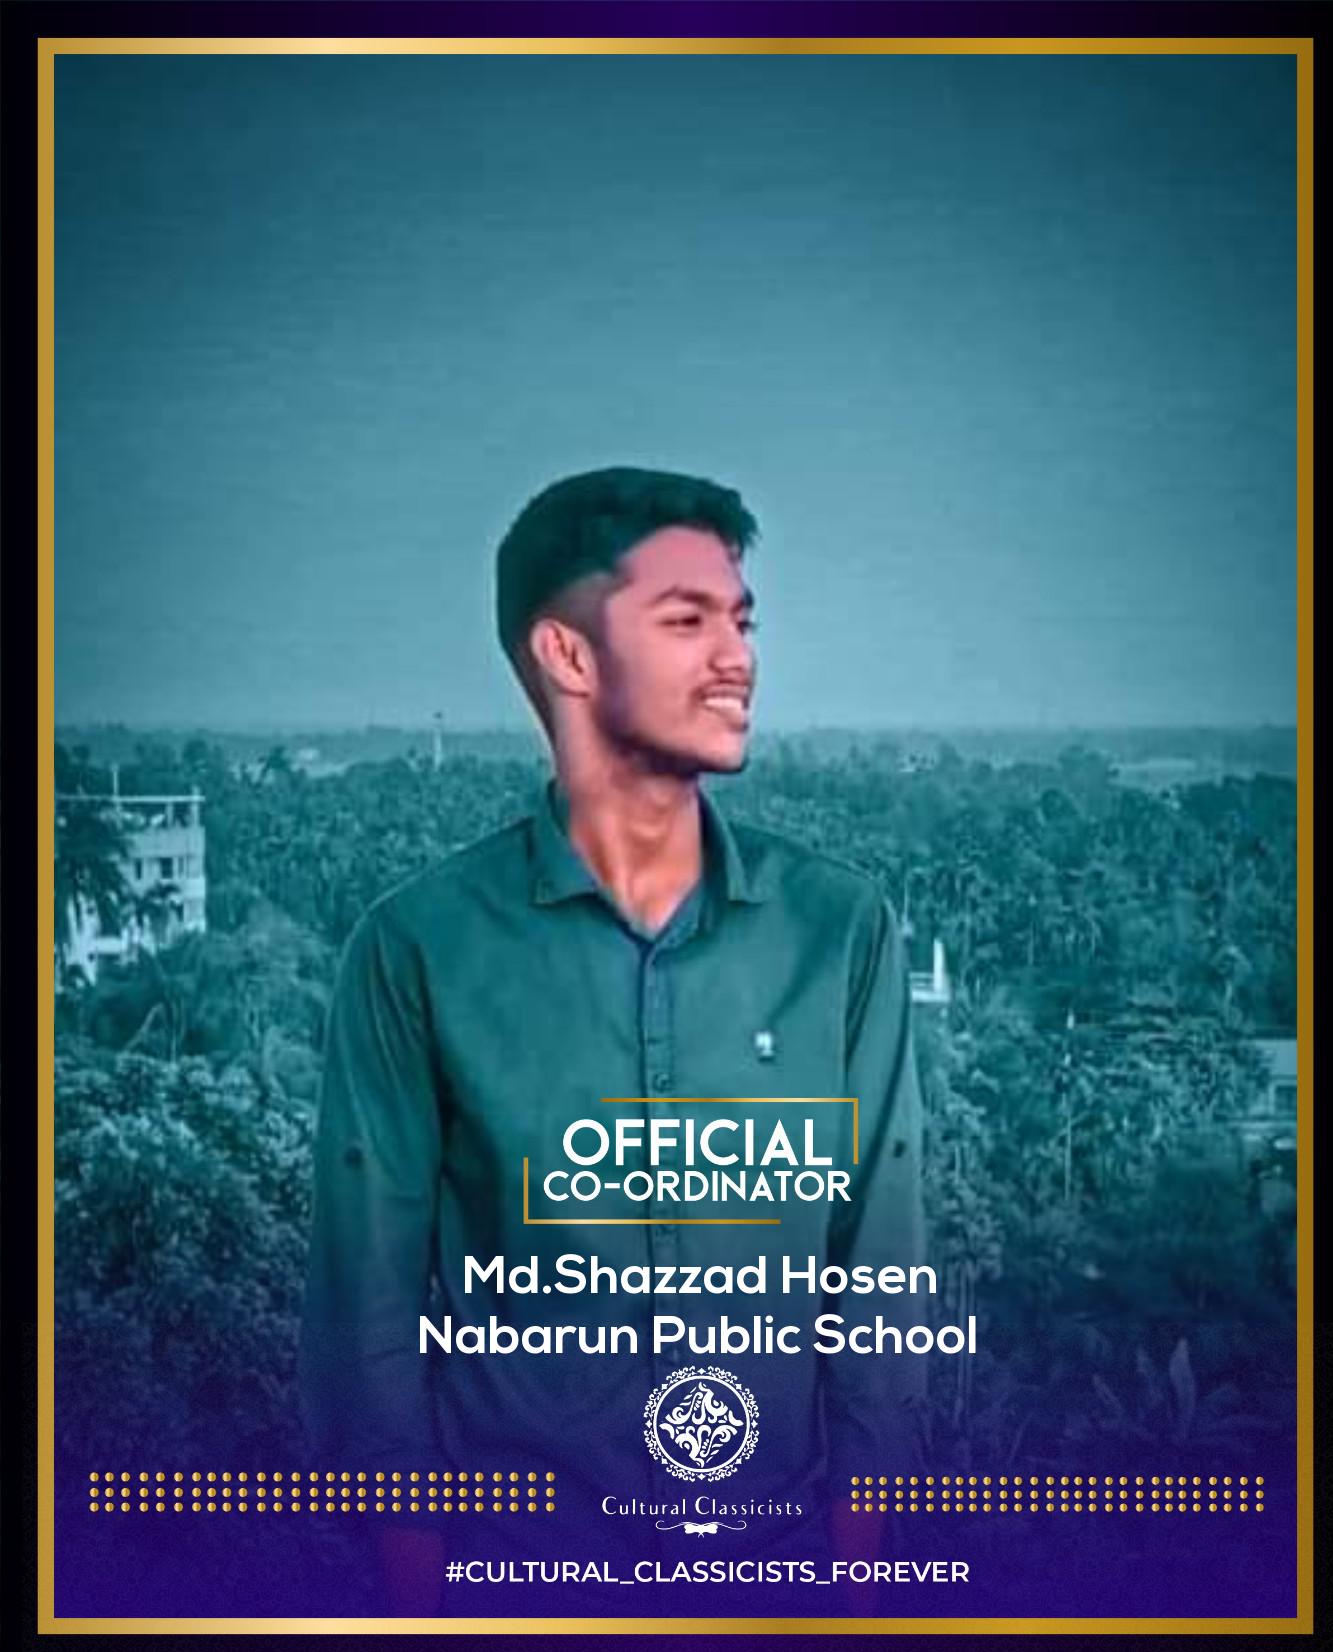 OFFICIAL
CO-ORDINATOR
Md.Shazzad Hosen
Nabarun Public School
Cultural Classicists
#CULTURAL_CLASSICISTS_FOREVER